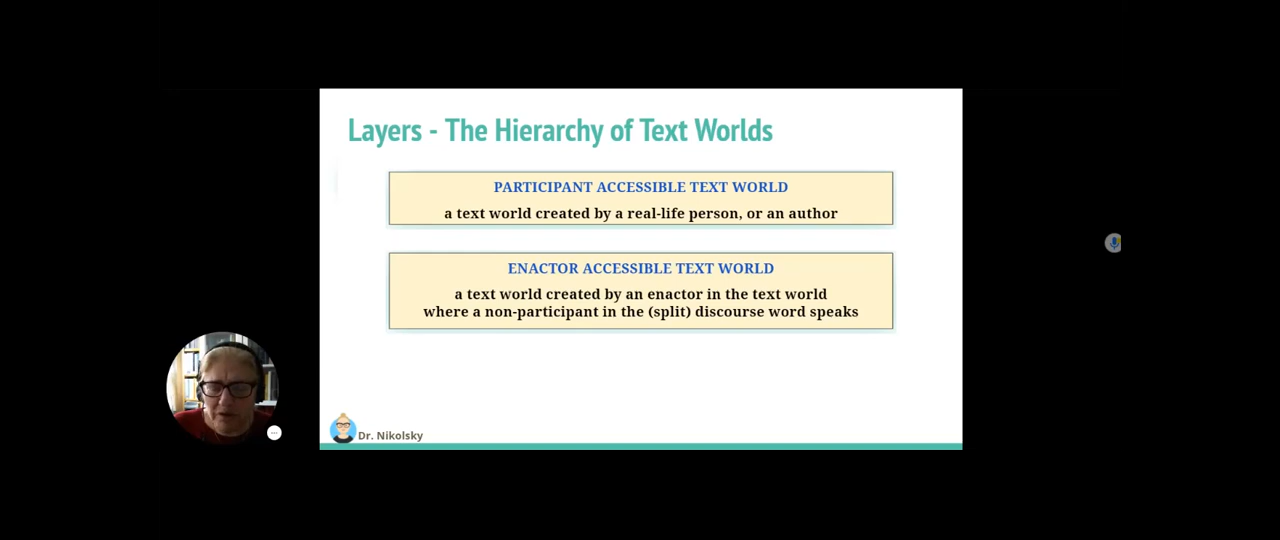 Layers - The Hierarchy of Text Worlds
PARTICIPANT ACCESSIBLE TEXT WORLD
a text world created by a real-life person, or an author
ENACTOR ACCESSIBLE TEXT WORLD
a text world created by an enactor in the text world
where a non-participant in the (split) discourse word speaks
Dr. Nikolsky